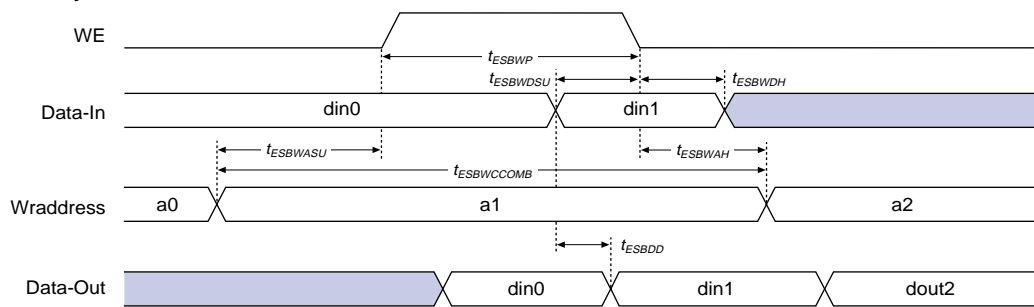 WE
tESBWP
tESBWDSU
tESBWDH
Data-In
din0
din1
tESBWASU
tESBWAH
tESBWCCOMB
Wraddress
a0
a1
a2
tESBDD
Data-Out
din0
din1
dout2